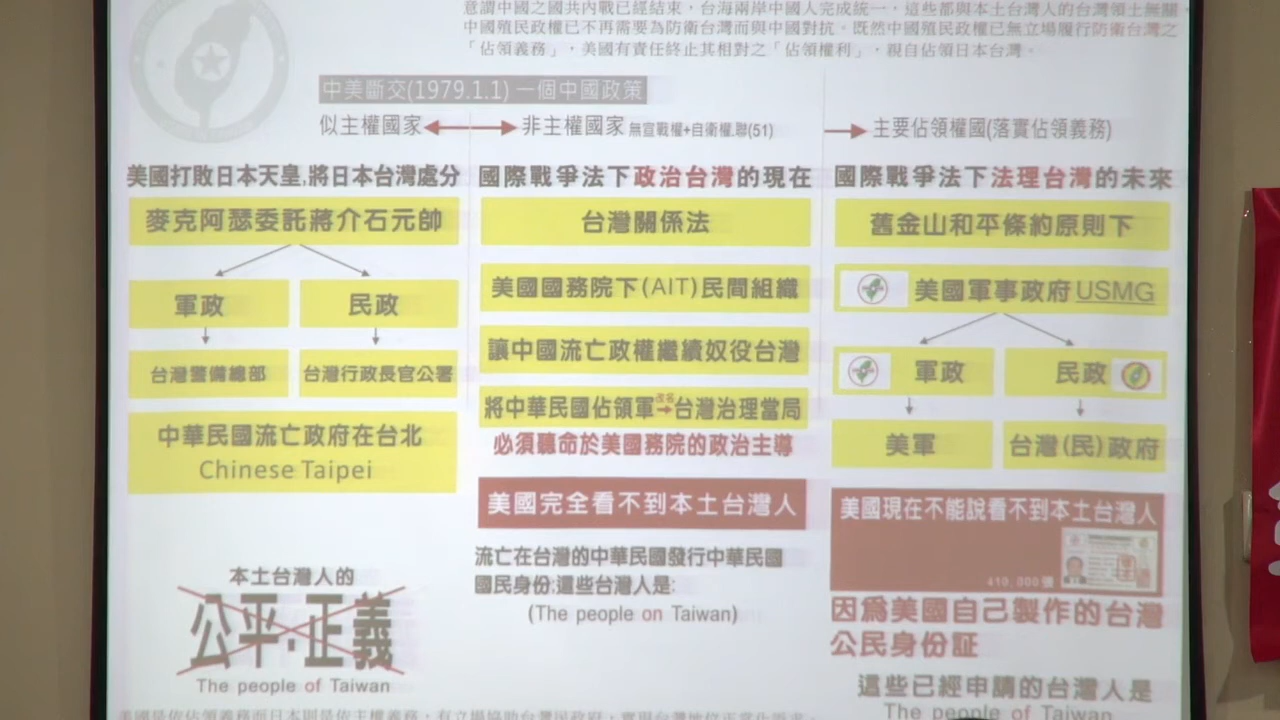 意謂中國之國共內戰已經結束，台海兩岸中國人完成統一，這些都與本土台灣人的台灣領土無關，
中國殖民政權已不再需要為防衛台灣而與中國對抗。既然中國殖民政權已無立場履行防衛台灣之
「佔領義務」，美國有責任終止其相對之「佔領權利」，親自佔領日本台灣。
中美斷交(1979.1.1) 一個中國政策
似主權國家
非主權國家 無宣戰權+自衛權.聯(51)
主要佔領權國(落實佔領義務)
美國打敗日本天皇,將日本台灣處分
麥克阿瑟委託蔣介石元帥
軍政
民政
台灣警備總部
台灣行政長官公署
中華民國流亡政府在台北
Chinese Taipei
本土台灣人的
公平.正義
The people of Taiwan
國際戰爭法下政治台灣的現在
台灣關係法
美國國務院下(AIT)民間組織
讓中國流亡政權繼續奴役台灣
將中華民國佔領軍改名台灣治理當局
必須聽命於美國務院的政治主導
美國完全看不到本土台灣人
流亡在台灣的中華民國發行中華民國
國民身份;這些台灣人是:
(The people on Taiwan)
國際戰爭法下法理台灣的未來
舊金山和平條約原則下
美國軍事政府USMG
軍政
民政
美軍
台灣(民)政府
美國現在不能說看不到本土台灣人
410,000張
因為美國自己製作的台灣
公民身份証
這些已經申請的台灣人是
The people of Taiwan